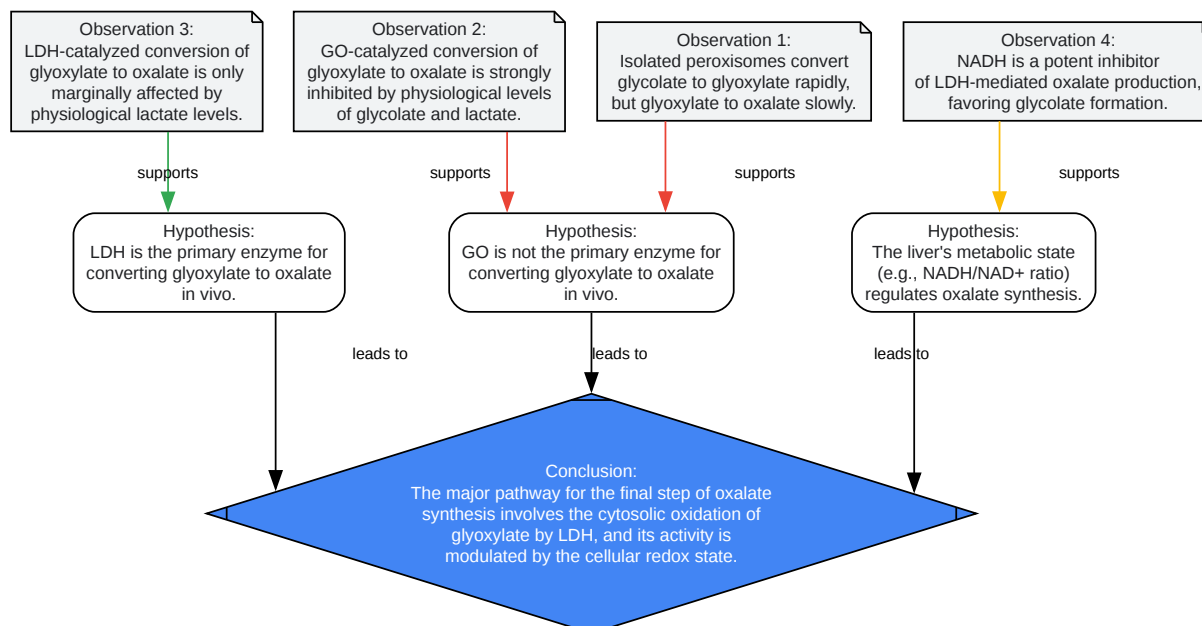 Observation 3:
LDH-catalyzed conversion of
glyoxylate to oxalate is only
marginally affected by
physiological lactate levels.
Observation 2:
GO-catalyzed conversion of
glyoxylate to oxalate is strongly
inhibited by physiological levels
of glycolate and lactate.
Observation 1:
Isolated peroxisomes convert
glycolate to glyoxylate rapidly,
but glyoxylate to oxalate slowly.
Observation 4:
NADH is a potent inhibitor
of LDH-mediated oxalate production,
favoring glycolate formation.
supports
supports
supports
supports
Hypothesis:
LDH is the primary enzyme for
converting glyoxylate to oxalate
in vivo.
Hypothesis:
GO is not the primary enzyme for
converting glyoxylate to oxalate
in vivo.
Hypothesis:
The liver's metabolic state
(e.g., NADH/NAD+ ratio)
regulates oxalate synthesis.
leads to
leads to
leads to
Conclusion:
The major pathway for the final step of oxalate
synthesis involves the cytosolic oxidation of
glyoxylate by LDH, and its activity is
modulated by the cellular redox state.